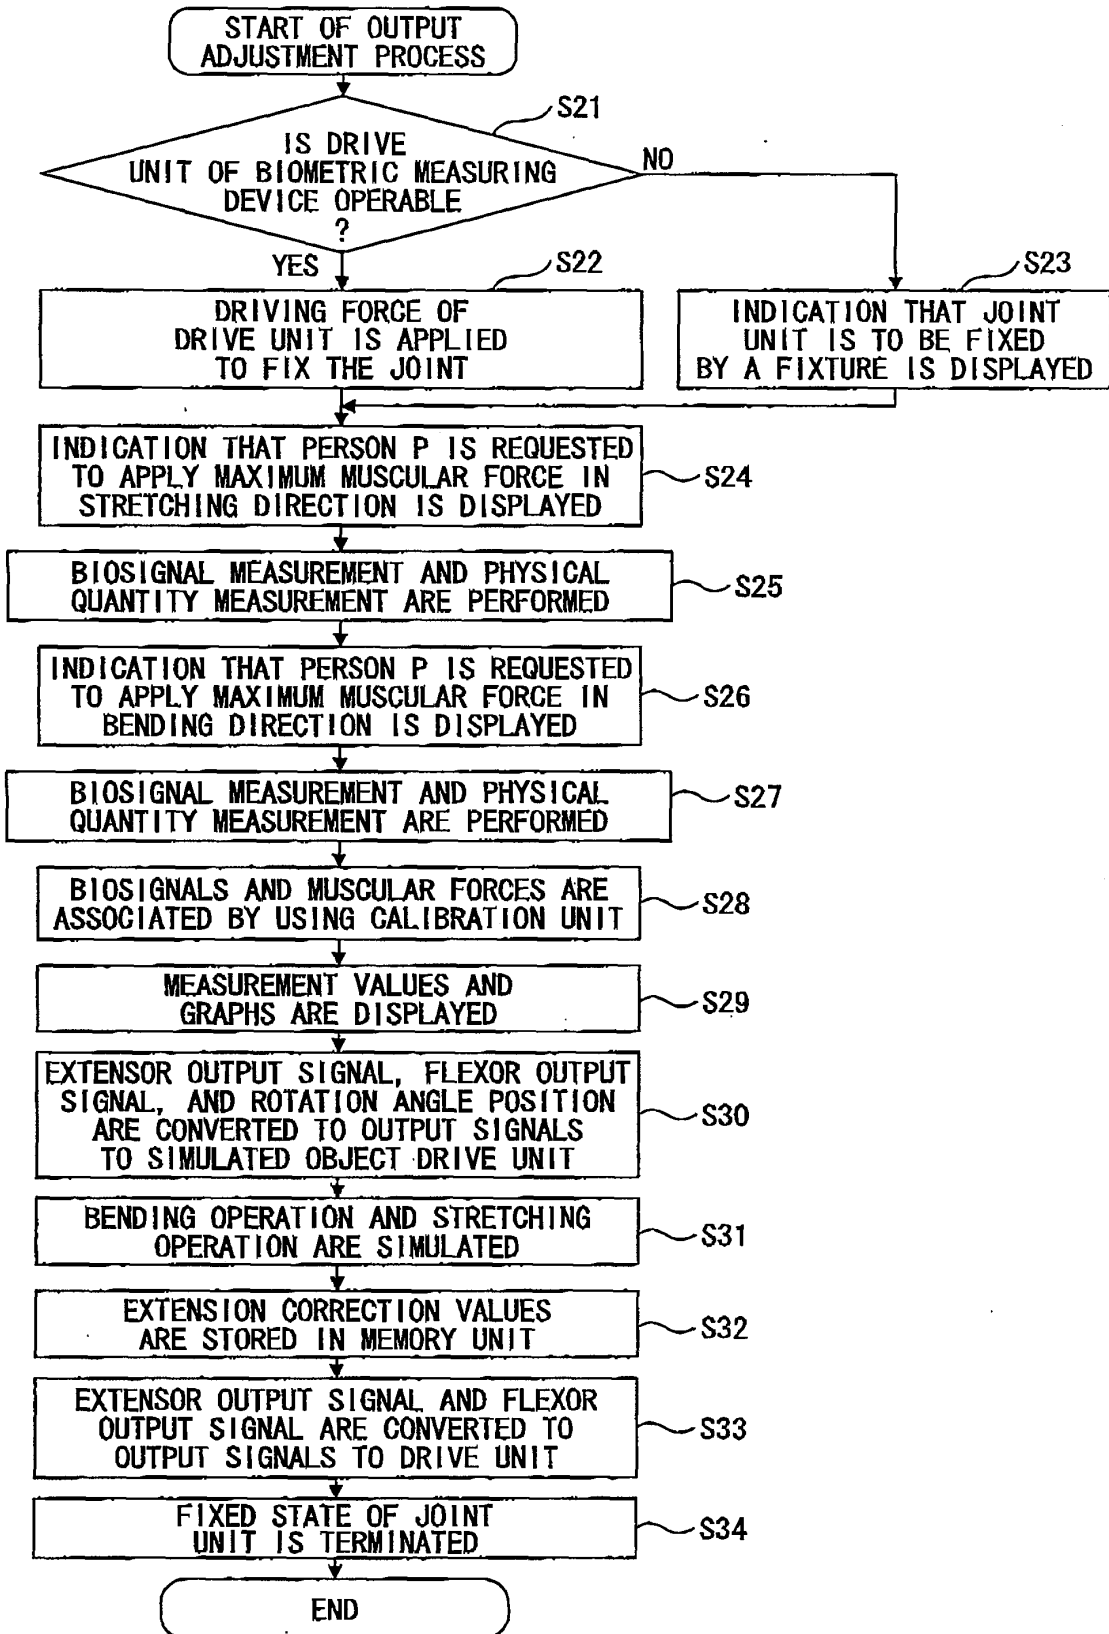 START OF OUTPUT
ADJUSTMENT PROCESS
S21
IS DRIVE
UNIT OF BIOMETRIC MEASURING
DEVICE OPERABLE
?
NO
YES
S22
DRIVING FORCE OF
DRIVE UNIT IS APPLIED
TO FIX THE JOINT
S23
INDICATION THAT JOINT
UNIT IS TO BE FIXED
BY A FIXTURE IS DISPLAYED
INDICATION THAT PERSON P IS REQUESTED
TO APPLY MAXIMUM MUSCULAR FORCE IN
STRETCHING DIRECTION IS DISPLAYED
S24
BIOSIGNAL MEASUREMENT AND PHYSICAL
QUANTITY MEASUREMENT ARE PERFORMED
S25
INDICATION THAT PERSON P IS REQUESTED
TO APPLY MAXIMUM MUSCULAR FORCE IN
BENDING DIRECTION IS DISPLAYED
S26
BIOSIGNAL MEASUREMENT AND PHYSICAL
QUANTITY MEASUREMENT ARE PERFORMED
S27
BIOSIGNALS AND MUSCULAR FORCES ARE
ASSOCIATED BY USING CALIBRATION UNIT
S28
MEASUREMENT VALUES AND
GRAPHS ARE DISPLAYED
S29
EXTENSOR OUTPUT SIGNAL, FLEXOR OUTPUT
SIGNAL, AND ROTATION ANGLE POSITION
ARE CONVERTED TO OUTPUT SIGNALS
TO SIMULATED OBJECT DRIVE UNIT
S30
BENDING OPERATION AND STRETCHING
OPERATION ARE SIMULATED
S31
EXTENSION CORRECTION VALUES
ARE STORED IN MEMORY UNIT
S32
EXTENSOR OUTPUT SIGNAL AND FLEXOR
OUTPUT SIGNAL ARE CONVERTED TO
OUTPUT SIGNALS TO DRIVE UNIT
S33
FIXED STATE OF JOINT
UNIT IS TERMINATED
S34
END